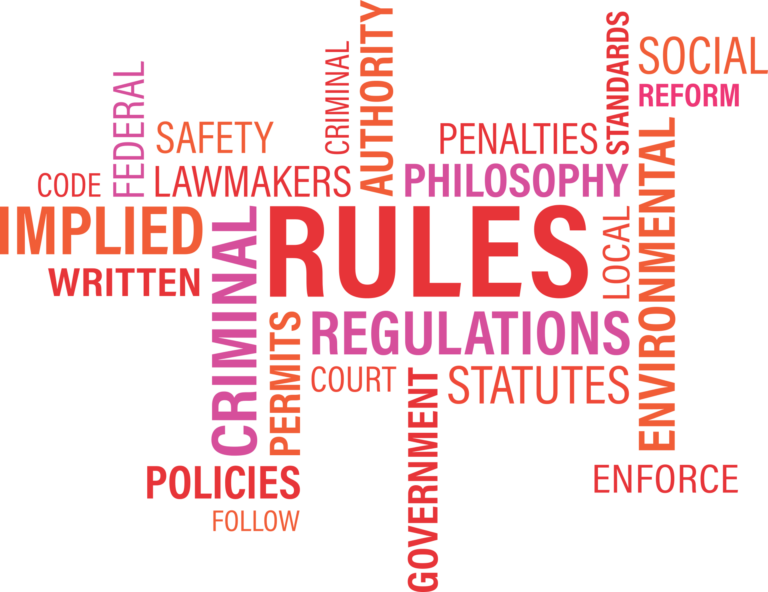 SOCIAL
REFORM
STANDARDS
AUTHORITY
CRIMINAL
FEDERAL
SAFETY
PENALTIES
CODE
LAWMAKERS
PHILOSOPHY
ENVIRONMENTAL
IMPLIED
CRIMINAL
RULES
LOCAL
WRITTEN
PERMITS
REGULATIONS
COURT
STATUTES
GOVERNMENT
POLICIES
ENFORCE
FOLLOW